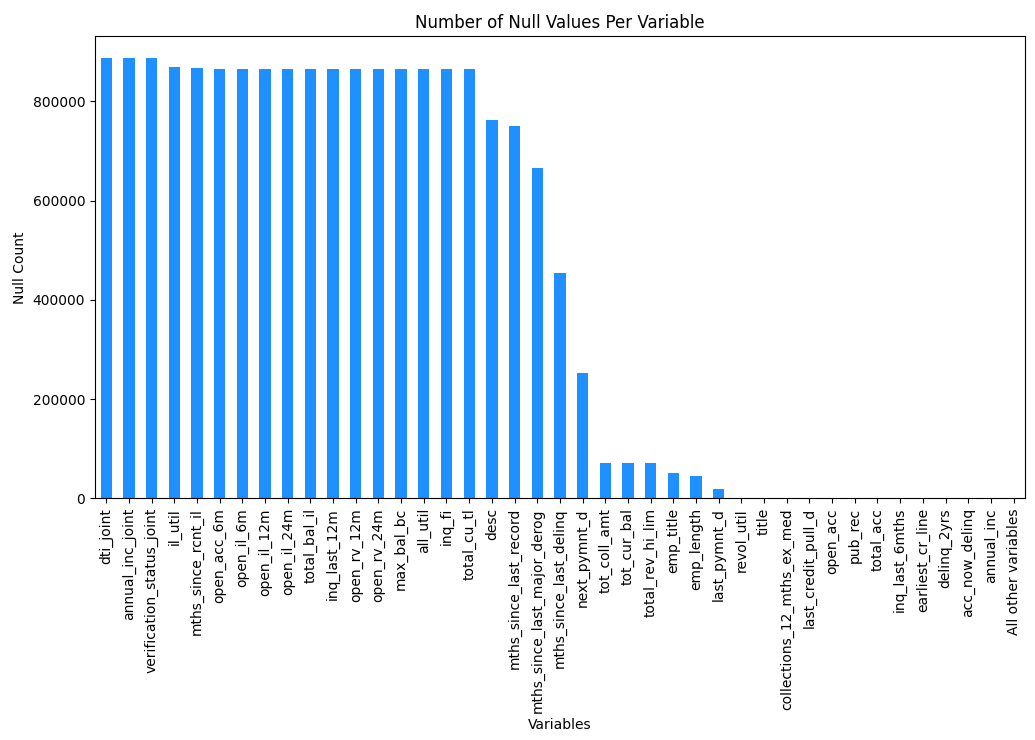 Number of Null Values Per Variable
Null Count
800000
600000
400000
200000
0
dti_joint
annual_inc_joint
verification_status_joint
il_util
mths_since_rcnt_il
open_acc_6m
open_il_6m
open_il_12m
open_il_24m
total_bal_il
inq_last_12m
open_rv_12m
open_rv_24m
max_bal_bc
all_util
inq_fi
total_cu_tl
desc
mths_since_last_record
mths_since_last_major_derog
mths_since_last_delinq
next_pymnt_d
tot_coll_amt
tot_cur_bal
total_rev_hi_lim
emp_title
emp_length
last_pymnt_d
revol_util
title
collections_12_mths_ex_med
last_credit_pull_d
open_acc
pub_rec
total_acc
inq_last_6mths
earliest_cr_line
delinq_2yrs
acc_now_delinq
annual_inc
All other variables
Variables